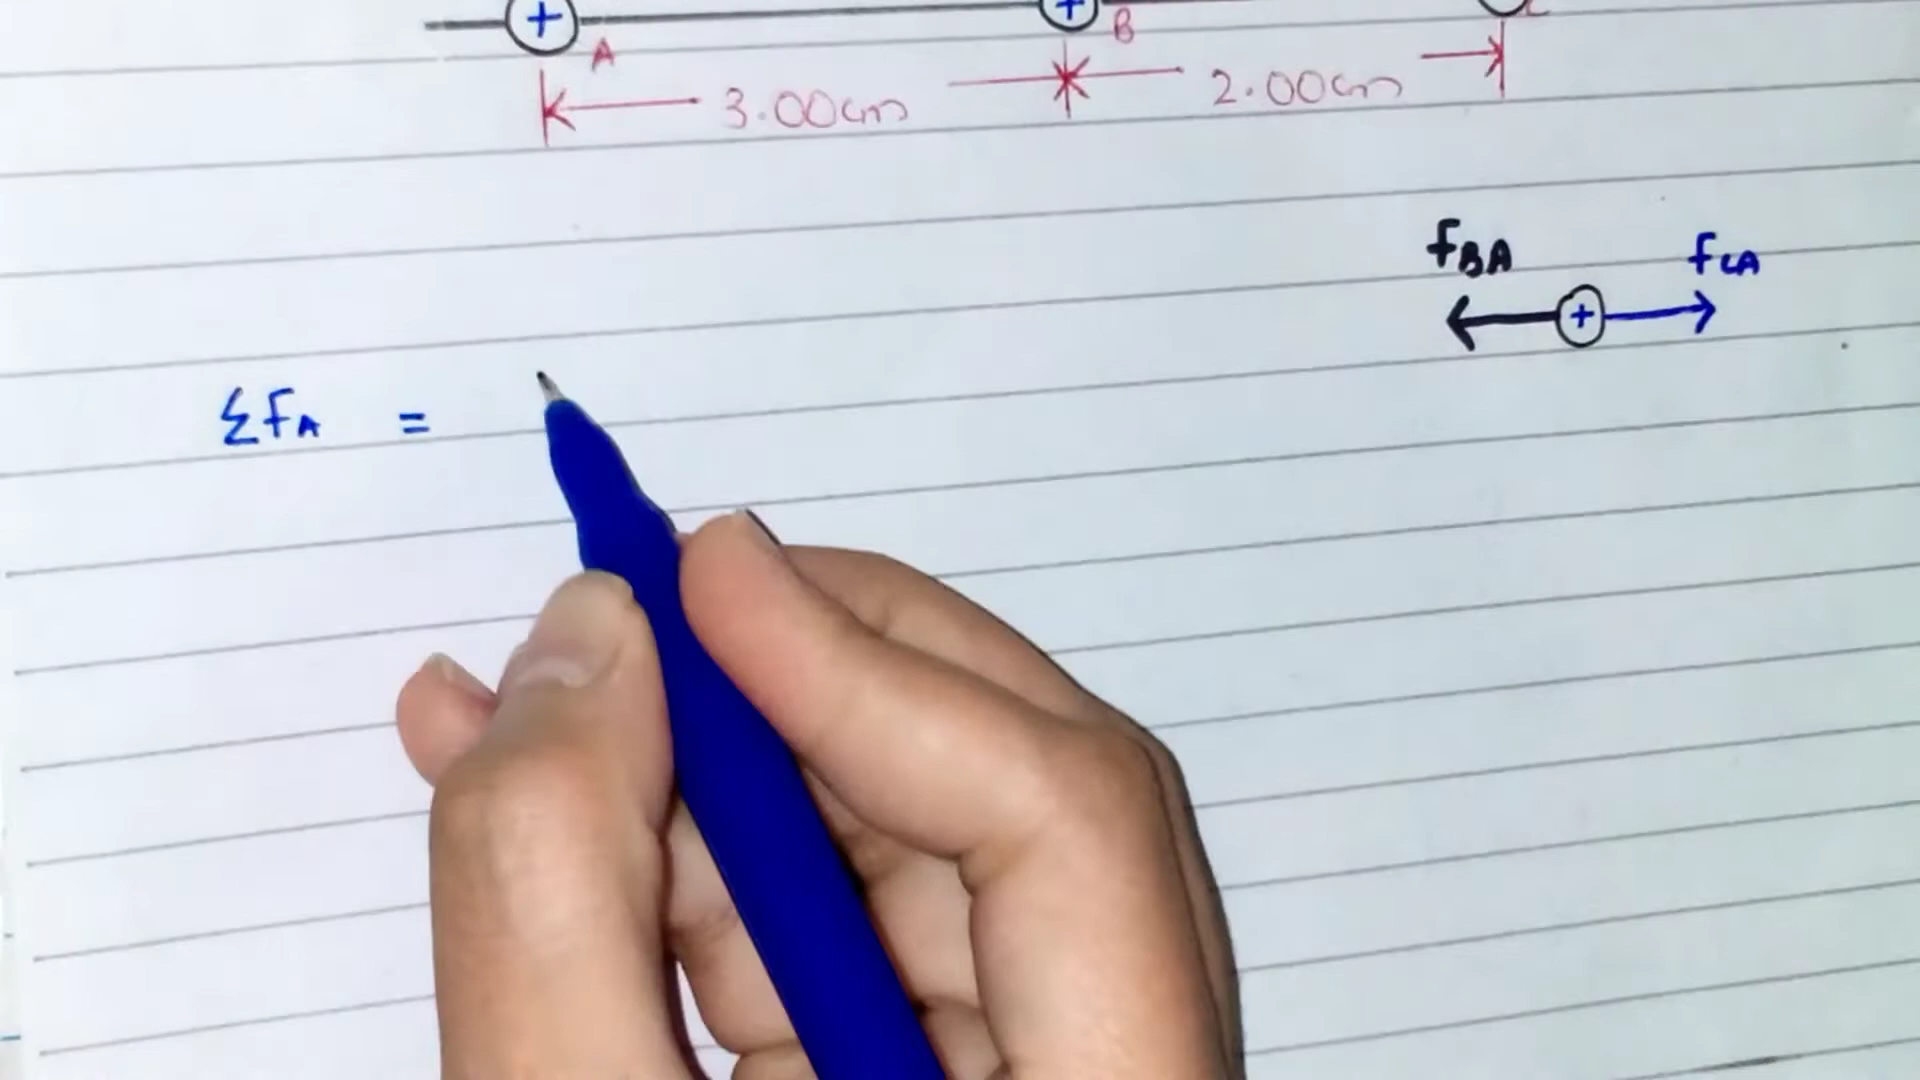 + A + B C
3.00cm 2.00cm
fBA fCA
+
ΣfA =